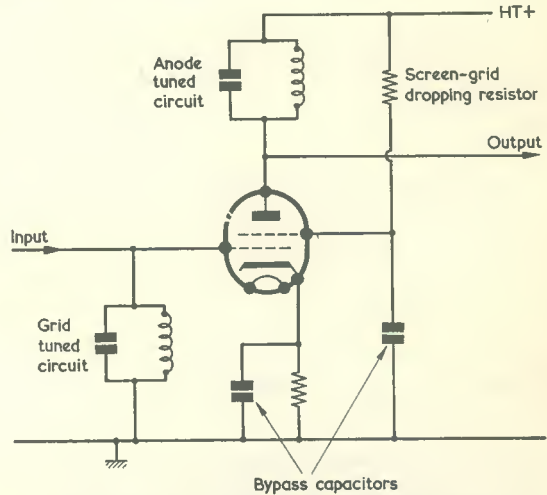 HT+
Anode
tuned
circuit
Screen-grid
dropping resistor
Output
Input
Grid
tuned
circuit
Bypass capacitors